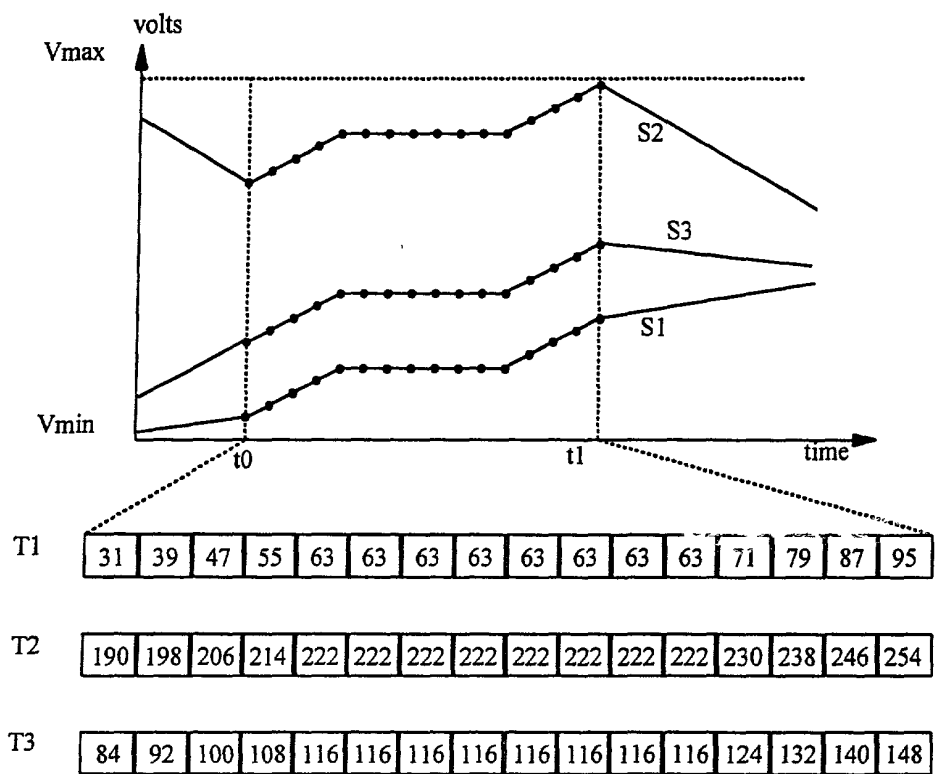 volts
Vmax
S2
S3
S1
Vmin
t0
t1
time
T1
31 39 47 55 63 63 63 63 63 63 63 63 71 79 87 95
T2
190 198 206 214 222 222 222 222 222 222 222 222 230 238 246 254
T3
84 92 100 108 116 116 116 116 116 116 116 116 124 132 140 148